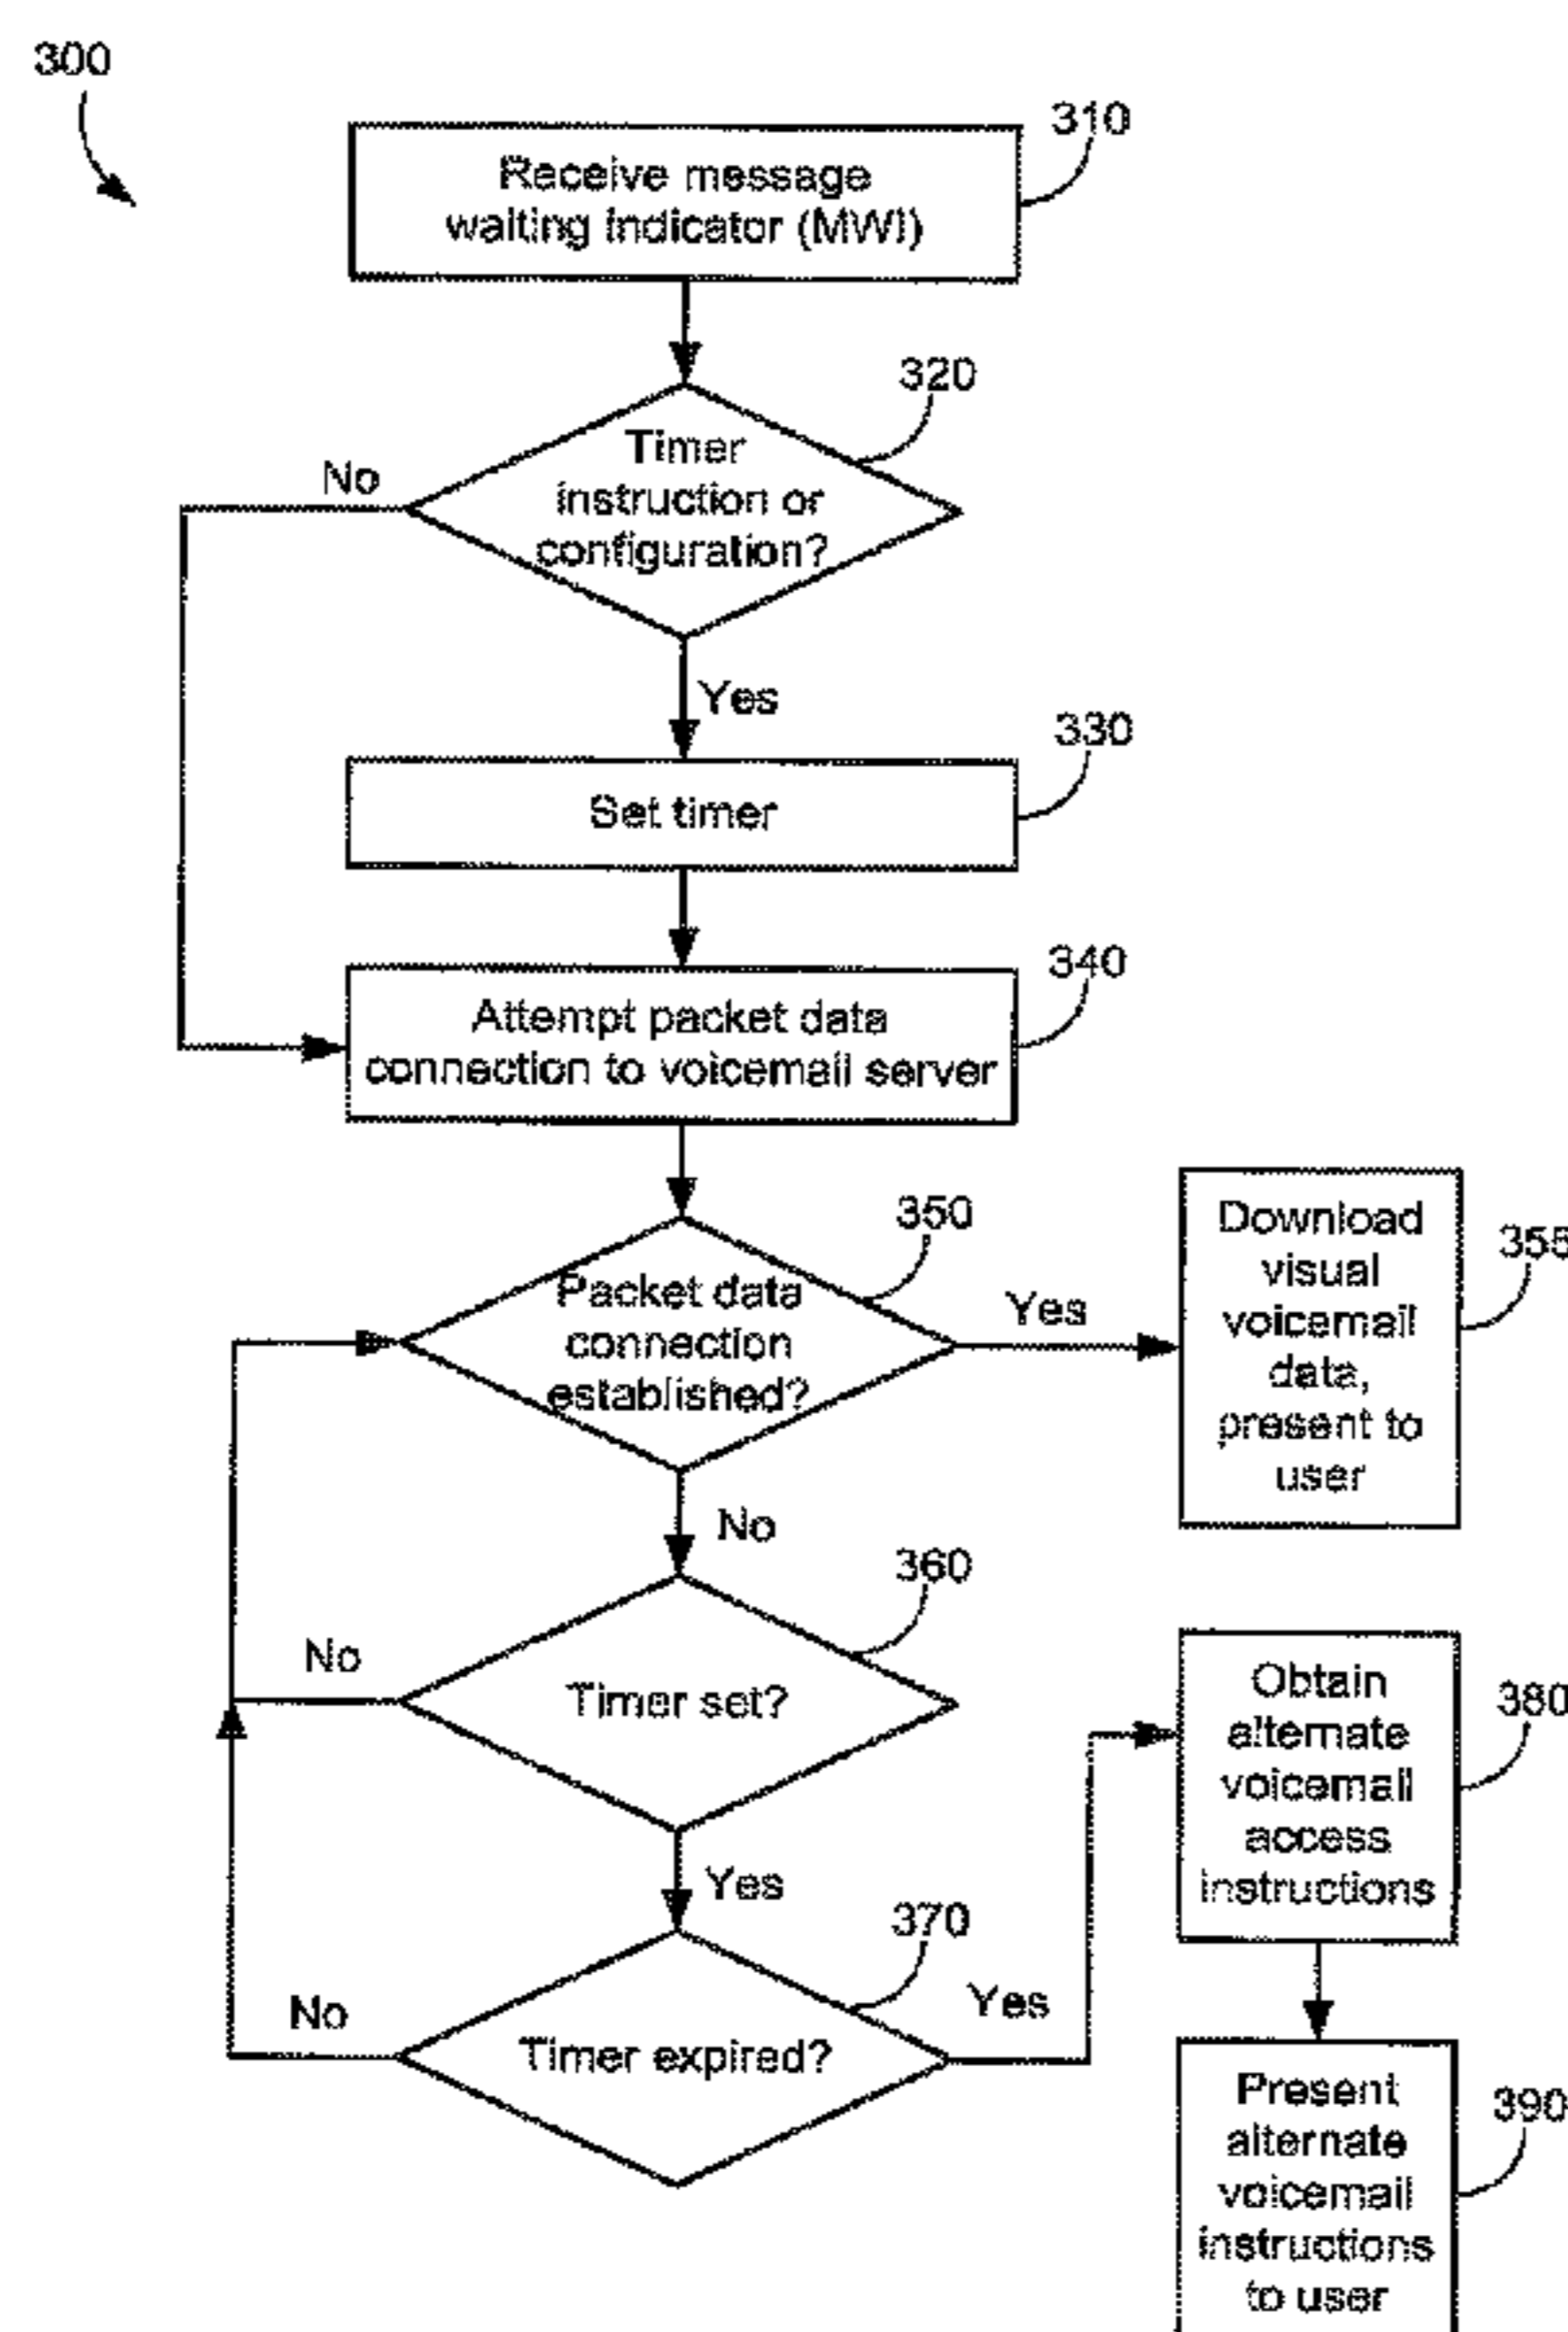 300
310
Receive message
waiting indicator (MWI)
320
Timer
instruction or
configuration?
No
Yes
330
Set timer
340
Attempt packet data
connection to voicemail server
350
Packet data
connection
established?
Yes
355
Download
visual
voicemail
data,
present to
user
No
360
Timer set?
No
Yes
370
Timer expired?
No
Yes
380
Obtain
alternate
voicemail
access
instructions
390
Present
alternate
voicemail
instructions
to user